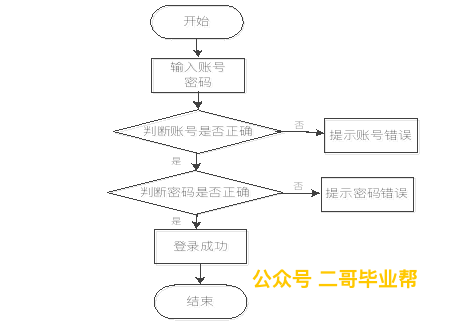 开始
输入账号
密码
判断账号是否正确
否
提示账号错误
是
判断密码是否正确
否
提示密码错误
是
登录成功
公众号 二哥毕业帮
结束